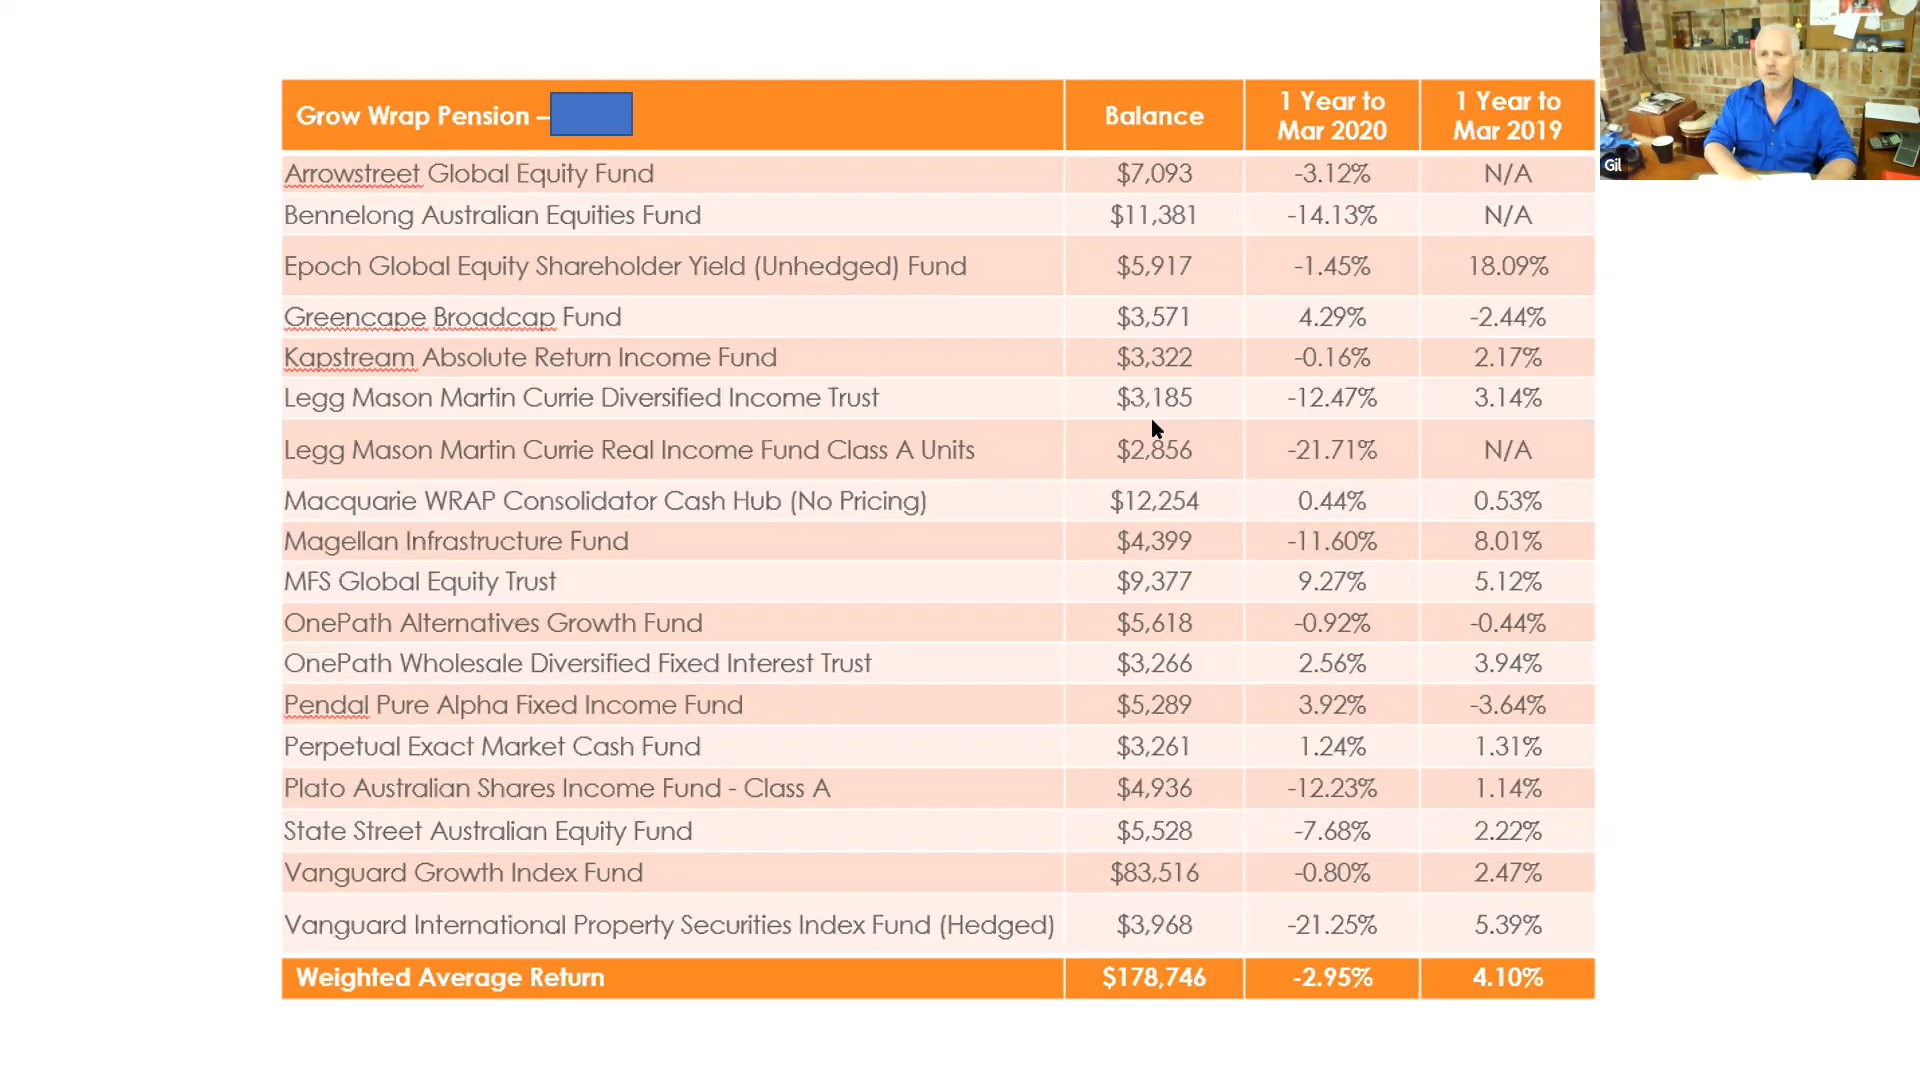 Grow Wrap Pension – Balance 1 Year to Mar 2020 1 Year to Mar 2019
Arrowstreet Global Equity Fund $7,093 -3.12% N/A
Bennelong Australian Equities Fund $11,381 -14.13% N/A
Epoch Global Equity Shareholder Yield (Unhedged) Fund $5,917 -1.45% 18.09%
Greencape Broadcap Fund $3,571 4.29% -2.44%
Kapstream Absolute Return Income Fund $3,322 -0.16% 2.17%
Legg Mason Martin Currie Diversified Income Trust $3,185 -12.47% 3.14%
Legg Mason Martin Currie Real Income Fund Class A Units $2,856 -21.71% N/A
Macquarie WRAP Consolidator Cash Hub (No Pricing) $12,254 0.44% 0.53%
Magellan Infrastructure Fund $4,399 -11.60% 8.01%
MFS Global Equity Trust $9,377 9.27% 5.12%
OnePath Alternatives Growth Fund $5,618 -0.92% -0.44%
OnePath Wholesale Diversified Fixed Interest Trust $3,266 2.56% 3.94%
Pendal Pure Alpha Fixed Income Fund $5,289 3.92% -3.64%
Perpetual Exact Market Cash Fund $3,261 1.24% 1.31%
Plato Australian Shares Income Fund - Class A $4,936 -12.23% 1.14%
State Street Australian Equity Fund $5,528 -7.68% 2.22%
Vanguard Growth Index Fund $83,516 -0.80% 2.47%
Vanguard International Property Securities Index Fund (Hedged) $3,968 -21.25% 5.39%
Weighted Average Return $178,746 -2.95% 4.10%
Gil